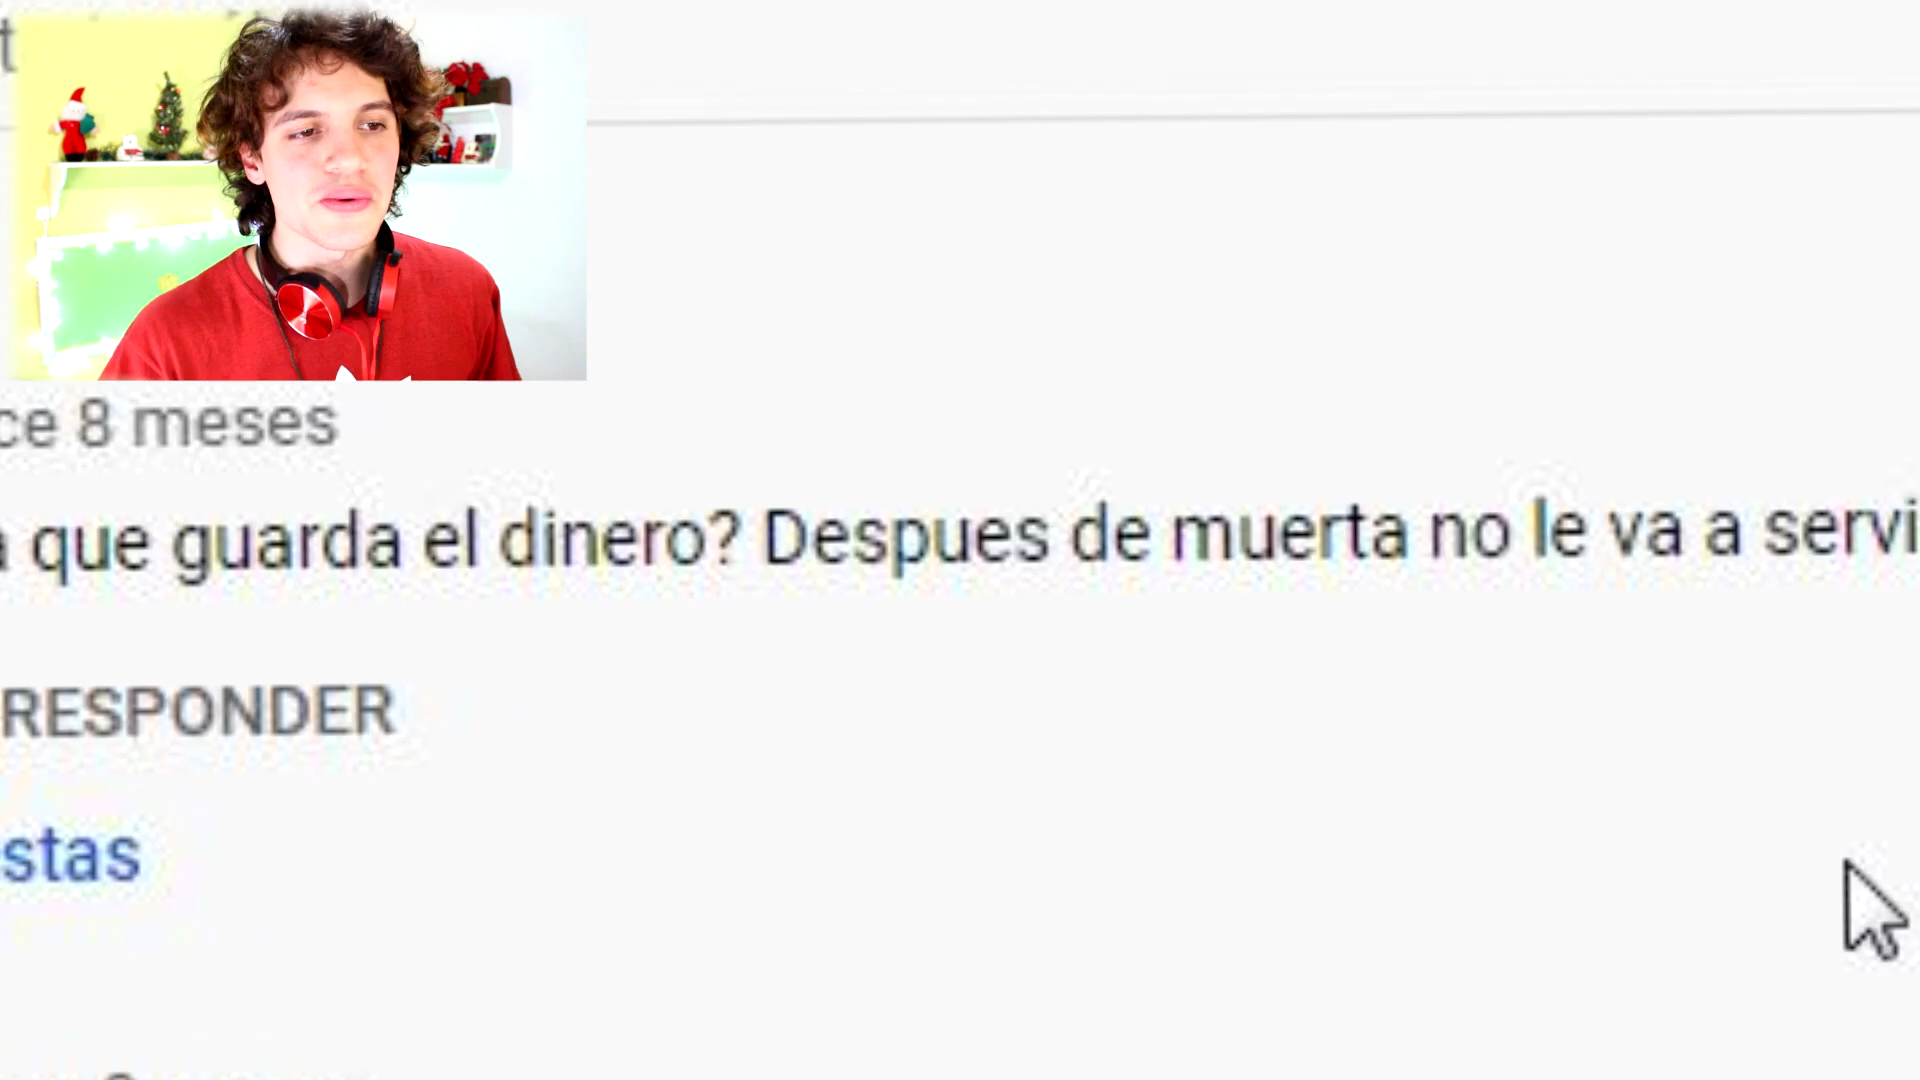 ce 8 meses
que guarda el dinero? Despues de muerta no le va a servi
RESPONDER
stas